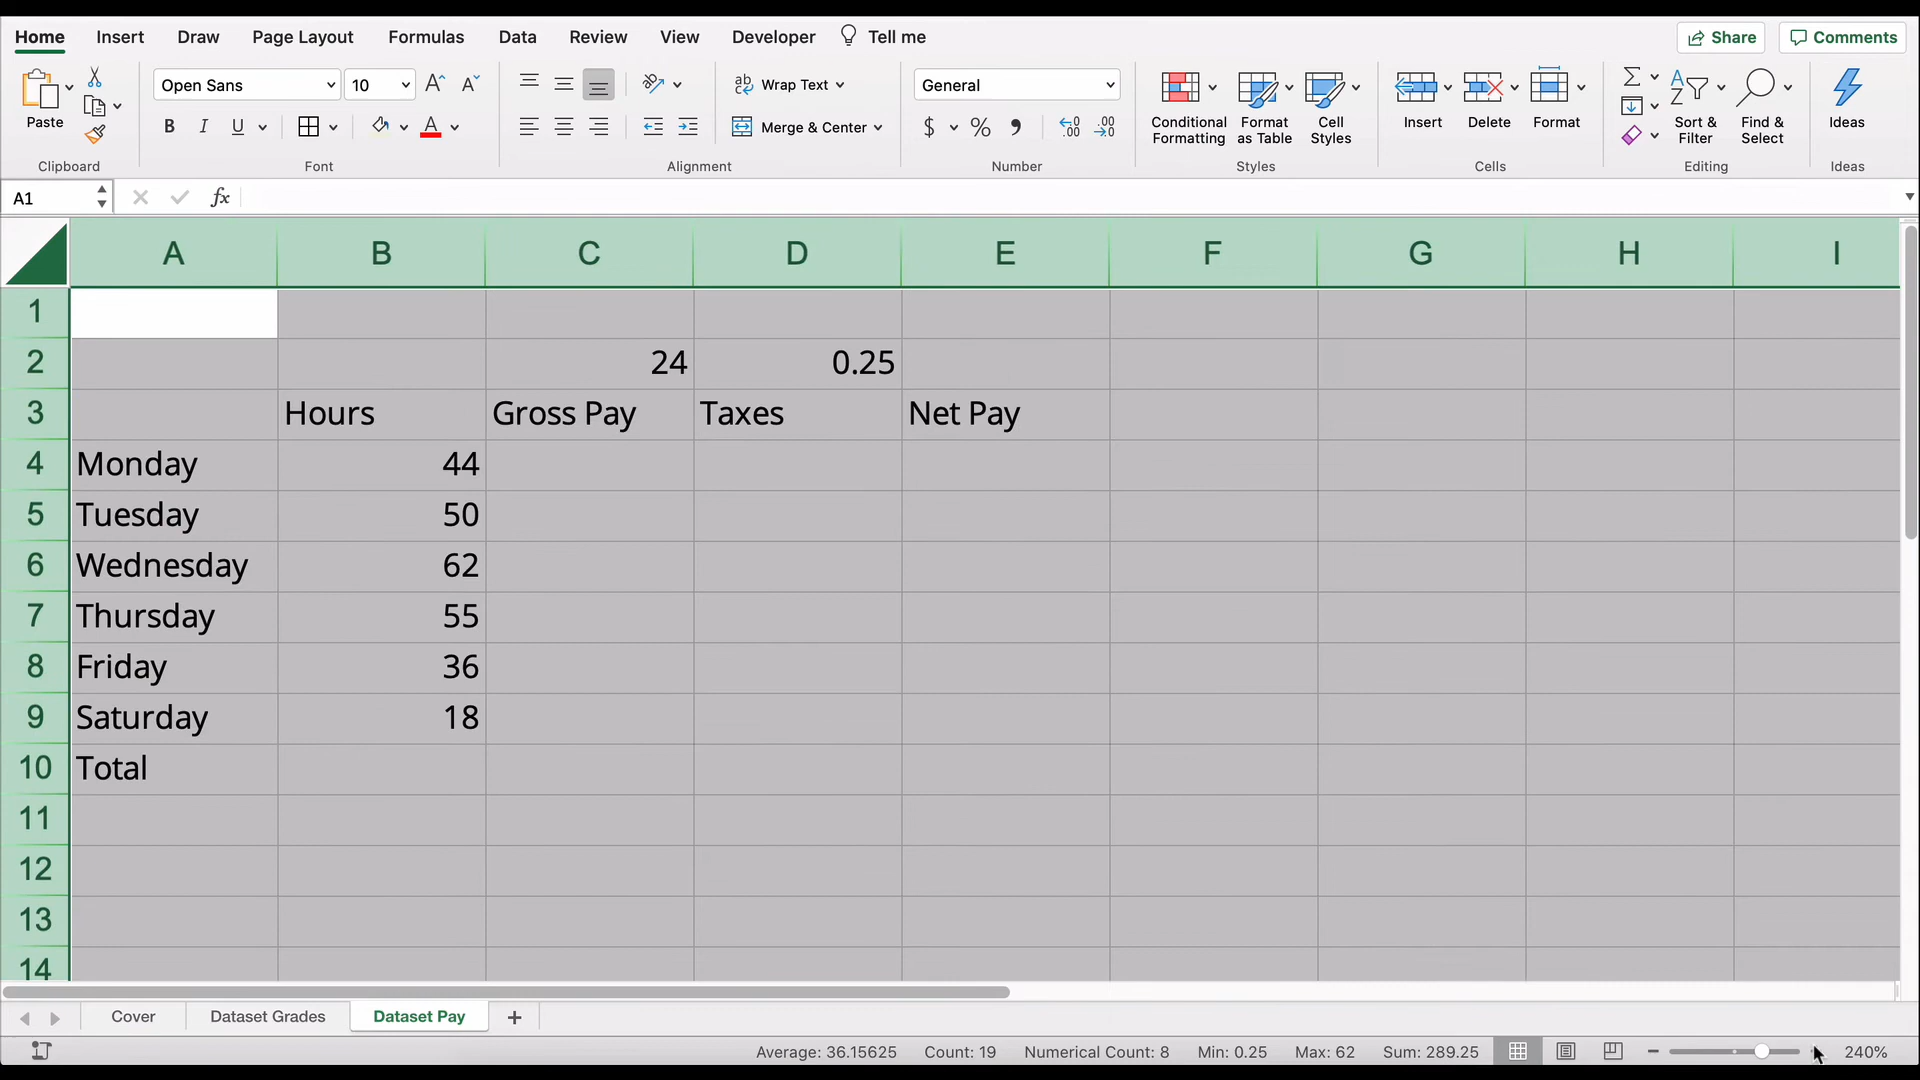 Home Insert Draw Page Layout Formulas Data Review View Developer Tell me Share Comments
Open Sans 10 Wrap Text General
Paste B I U Merge & Center $ % Conditional Formatting Format as Table Cell Styles Insert Delete Format Sort & Filter Find & Select Ideas
Clipboard Font Alignment Number Styles Cells Editing Ideas
A1 fx
A B C D E F G H I
1
2 24 0.25
3 Hours Gross Pay Taxes Net Pay
4 Monday 44
5 Tuesday 50
6 Wednesday 62
7 Thursday 55
8 Friday 36
9 Saturday 18
10 Total
11
12
13
14
Cover Dataset Grades Dataset Pay +
Average: 36.15625 Count: 19 Numerical Count: 8 Min: 0.25 Max: 62 Sum: 289.25 240%